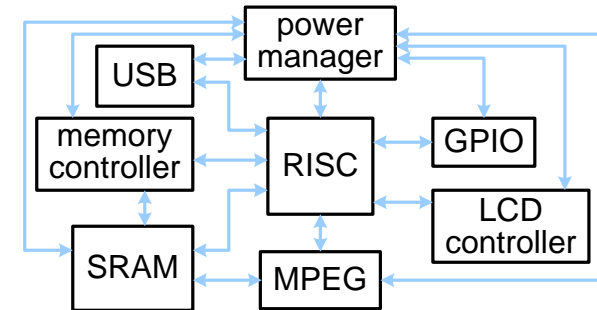 power
manager
USB
memory
controller
RISC
GPIO
LCD
controller
SRAM
MPEG